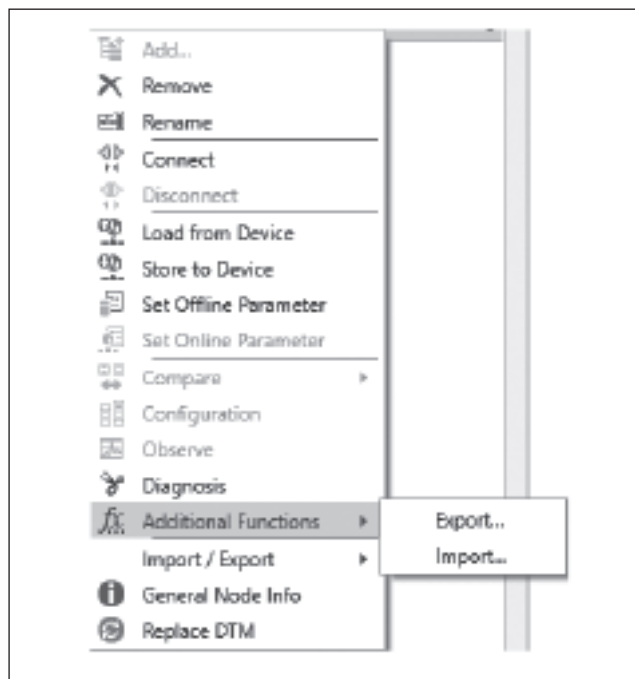 Add...
Remove
Rename
Connect
Disconnect
Load from Device
Store to Device
Set Offline Parameter
Set Online Parameter
Compare
Configuration
Observe
Diagnosis
Additional Functions
Export...
Import...
Import / Export
General Node Info
Replace DTM